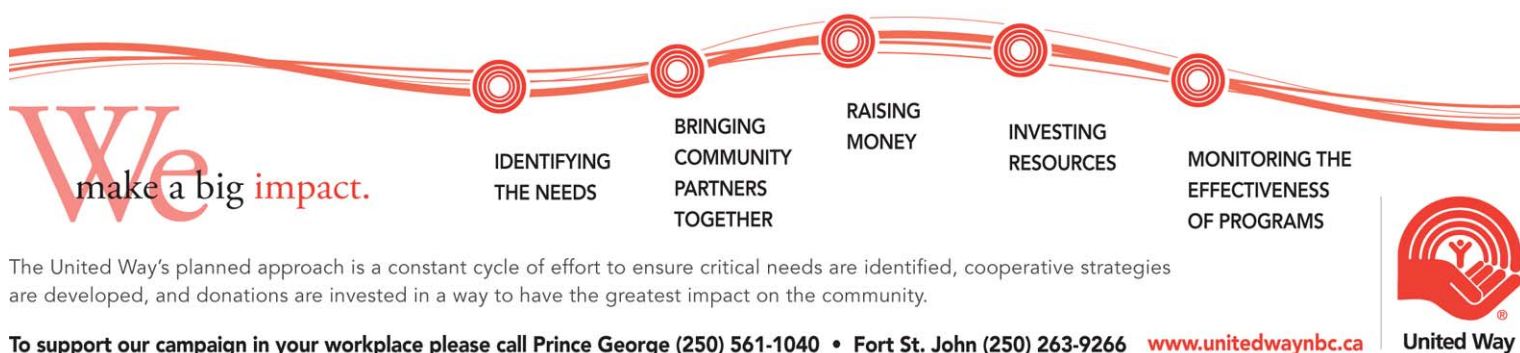 We
make a big impact.
IDENTIFYING
THE NEEDS
BRINGING
COMMUNITY
PARTNERS
TOGETHER
RAISING
MONEY
INVESTING
RESOURCES
MONITORING THE
EFFECTIVENESS
OF PROGRAMS
The United Way’s planned approach is a constant cycle of effort to ensure critical needs are identified, cooperative strategies
are developed, and donations are invested in a way to have the greatest impact on the community.
To support our campaign in your workplace please call Prince George (250) 561-1040 • Fort St. John (250) 263-9266 www.unitedwaynbc.ca
®
United Way